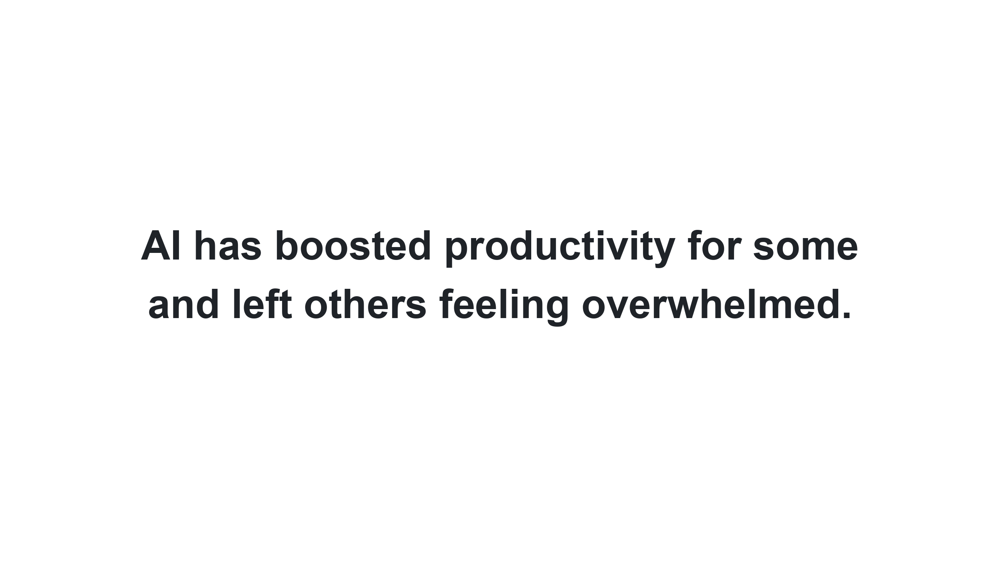 AI has boosted productivity for some
and left others feeling overwhelmed.